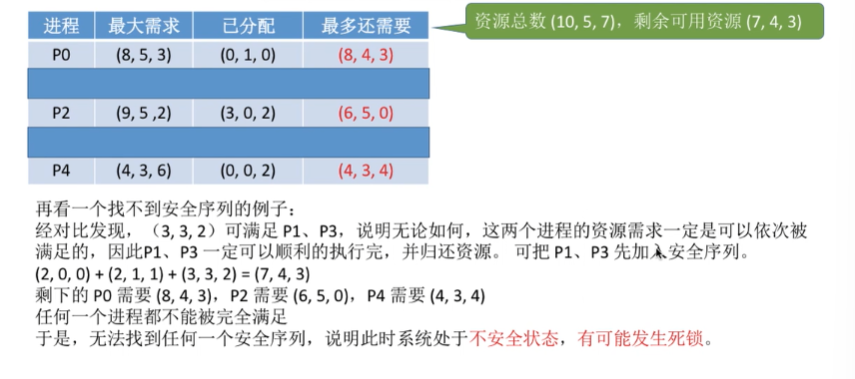 资源总数 (10, 5, 7)，剩余可用资源 (7, 4, 3)
进程 最大需求 已分配 最多还需要
P0 (8, 5, 3) (0, 1, 0) (8, 4, 3)
P2 (9, 5 ,2) (3, 0, 2) (6, 5, 0)
P4 (4, 3, 6) (0, 0, 2) (4, 3, 4)
再看一个找不到安全序列的例子：
经对比发现，（3, 3, 2）可满足 P1、P3，说明无论如何，这两个进程的资源需求一定是可以依次被
满足的，因此P1、P3 一定可以顺利的执行完，并归还资源。 可把 P1、P3 先加入安全序列。
(2, 0, 0) + (2, 1, 1) + (3, 3, 2) = (7, 4, 3)
剩下的 P0 需要 (8, 4, 3)，P2 需要 (6, 5, 0)，P4 需要 (4, 3, 4)
任何一个进程都不能被完全满足
于是，无法找到任何一个安全序列，说明此时系统处于不安全状态，有可能发生死锁。